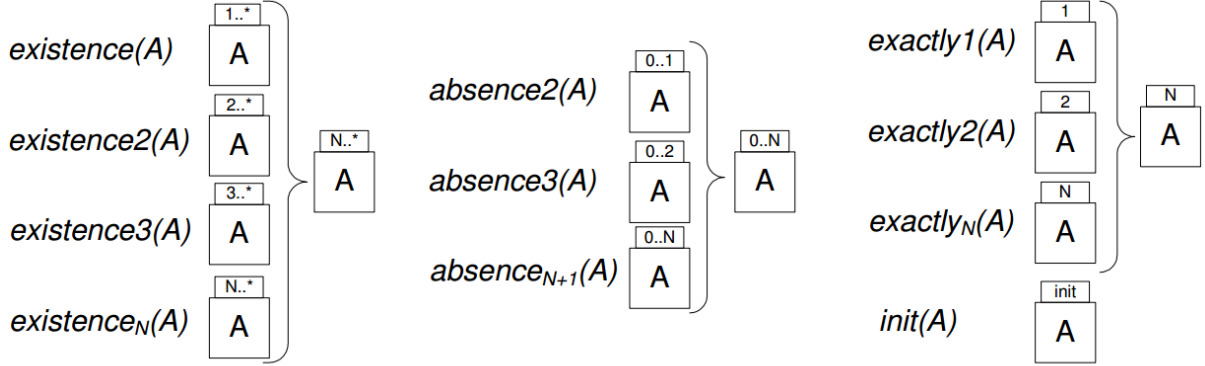 existence(A)
1..*
A
existence2(A)
2..*
A
existence3(A)
3..*
A
existenceN(A)
N..*
A
N..*
A
absence2(A)
0..1
A
absence3(A)
0..2
A
absenceN+1(A)
0..N
A
0..N
A
exactly1(A)
1
A
exactly2(A)
2
A
exactlyN(A)
N
A
N
A
init(A)
init
A